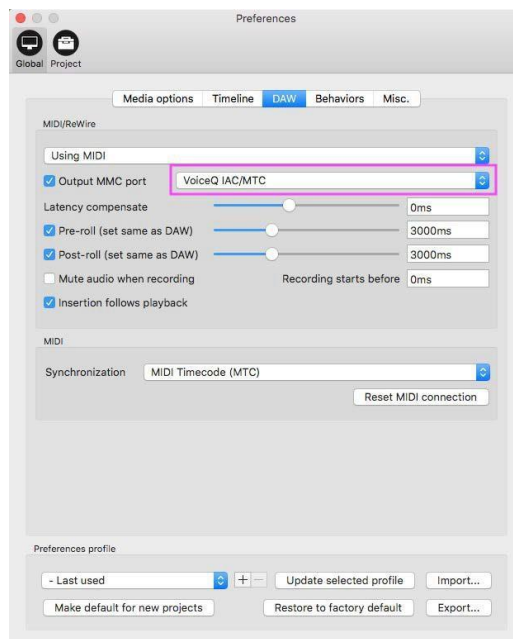 Preferences
Global Project
Media options Timeline DAW Behaviors Misc.
MIDI/ReWire
Using MIDI
Output MMC port VoiceQ IAC/MTC
Latency compensate 0ms
Pre-roll (set same as DAW) 3000ms
Post-roll (set same as DAW) 3000ms
Mute audio when recording Recording starts before 0ms
Insertion follows playback
MIDI
Synchronization MIDI Timecode (MTC)
Reset MIDI connection
Preferences profile
- Last used + − Update selected profile Import...
Make default for new projects Restore to factory default Export...